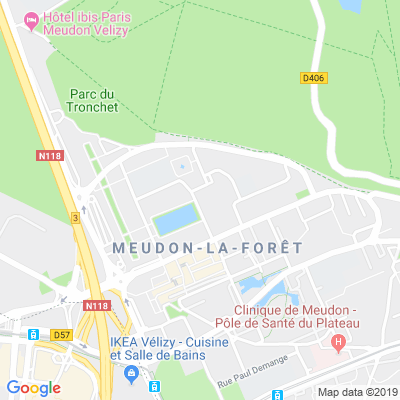 Hôtel ibis Paris
Meudon Velizy
D406
Parc du
Tronchet
N118
3
MEUDON-LA-FORÊT
N118
Clinique de Meudon -
Pôle de Santé du Plateau
D57
IKEA Vélizy - Cuisine
et Salle de Bains
H
Rue Paul Demange
Google
Map data ©2019